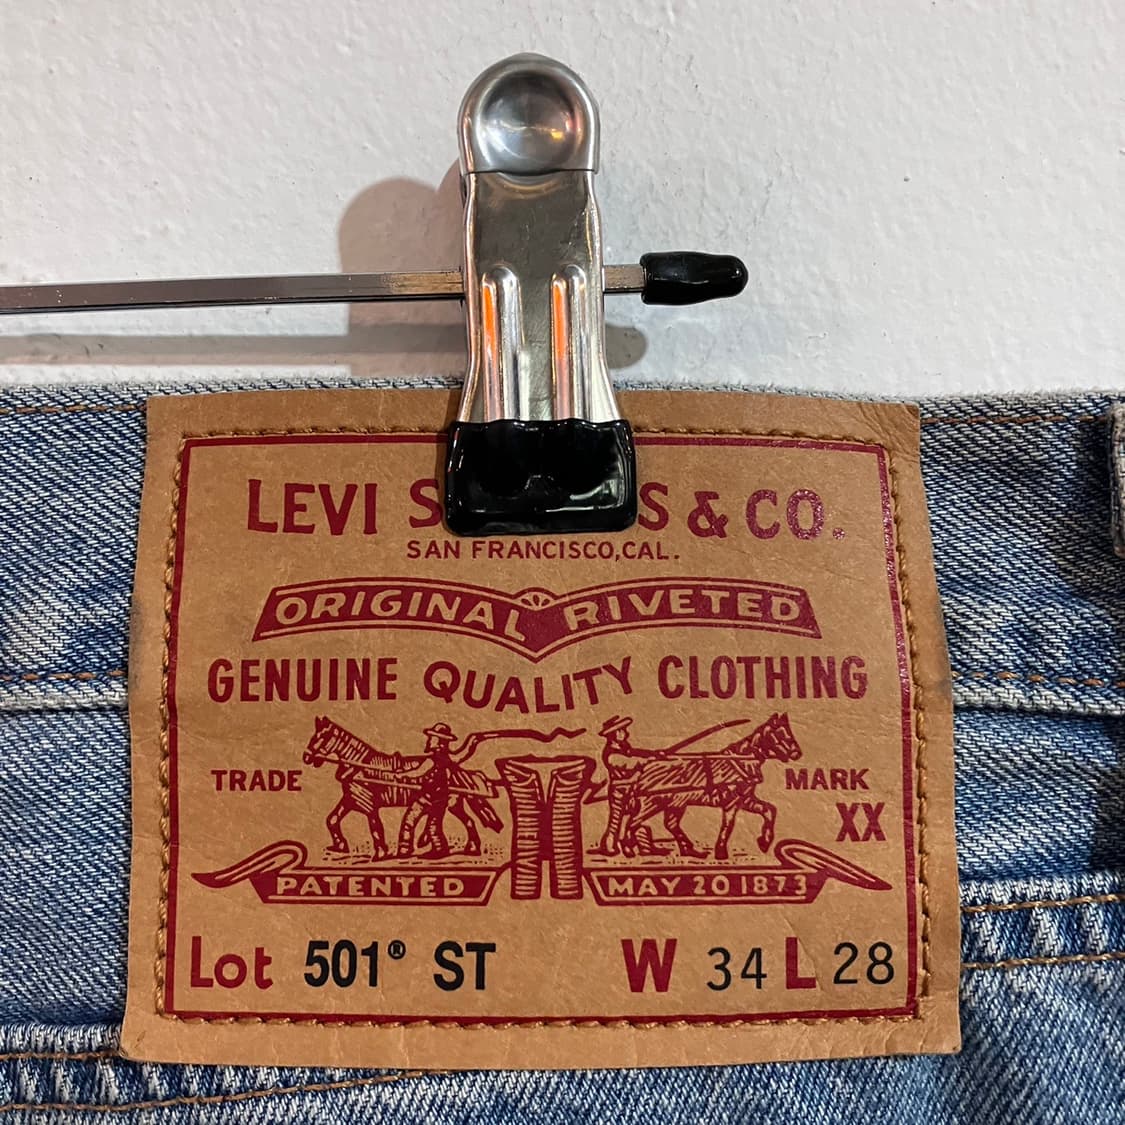 LEVI S S & CO.
SAN FRANCISCO, CAL.
ORIGINAL RIVETED
GENUINE QUALITY CLOTHING
TRADE MARK
XX
PATENTED MAY 20 1873
Lot 501® ST W 34 L 28